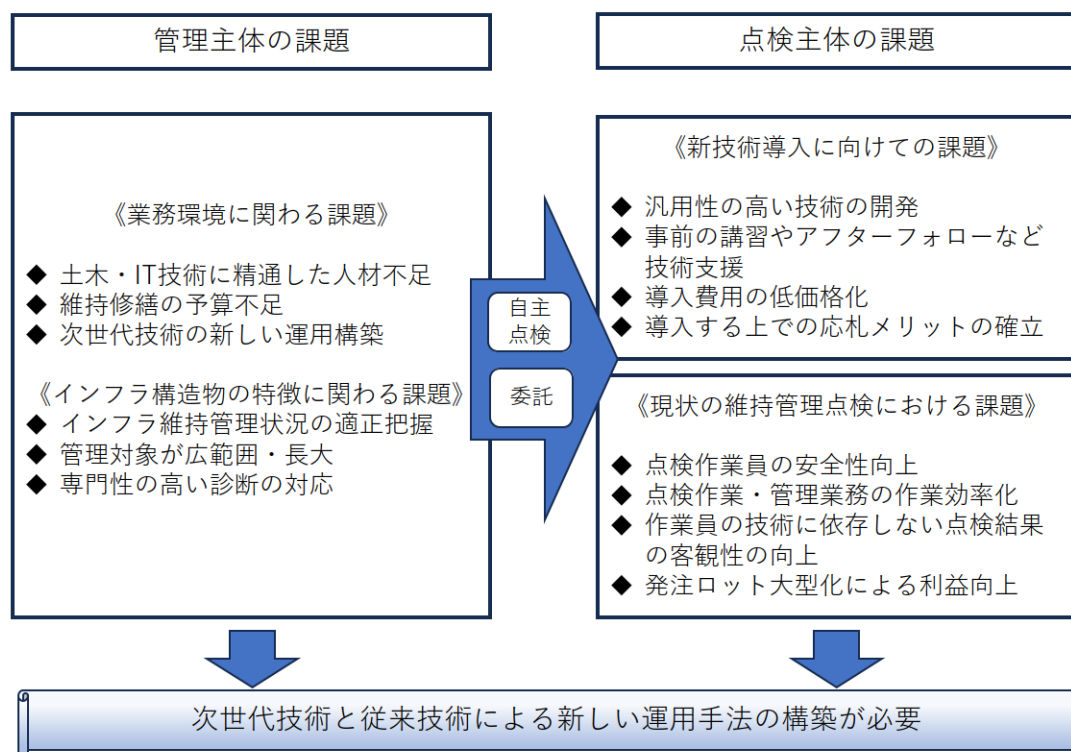 管理主体の課題
点検主体の課題
《業務環境に関わる課題》
◆ 土木・IT技術に精通した人材不足
◆ 維持修繕の予算不足
◆ 次世代技術の新しい運用構築
《インフラ構造物の特徴に関わる課題》
◆ インフラ維持管理状況の適正把握
◆ 管理対象が広範囲・長大
◆ 専門性の高い診断の対応
自主
点検
委託
《新技術導入に向けての課題》
◆ 汎用性の高い技術の開発
◆ 事前の講習やアフターフォローなど
技術支援
◆ 導入費用の低価格化
◆ 導入する上での応札メリットの確立
《現状の維持管理点検における課題》
◆ 点検作業員の安全性向上
◆ 点検作業・管理業務の作業効率化
◆ 作業員の技術に依存しない点検結果
の客観性の向上
◆ 発注ロット大型化による利益向上
次世代技術と従来技術による新しい運用手法の構築が必要